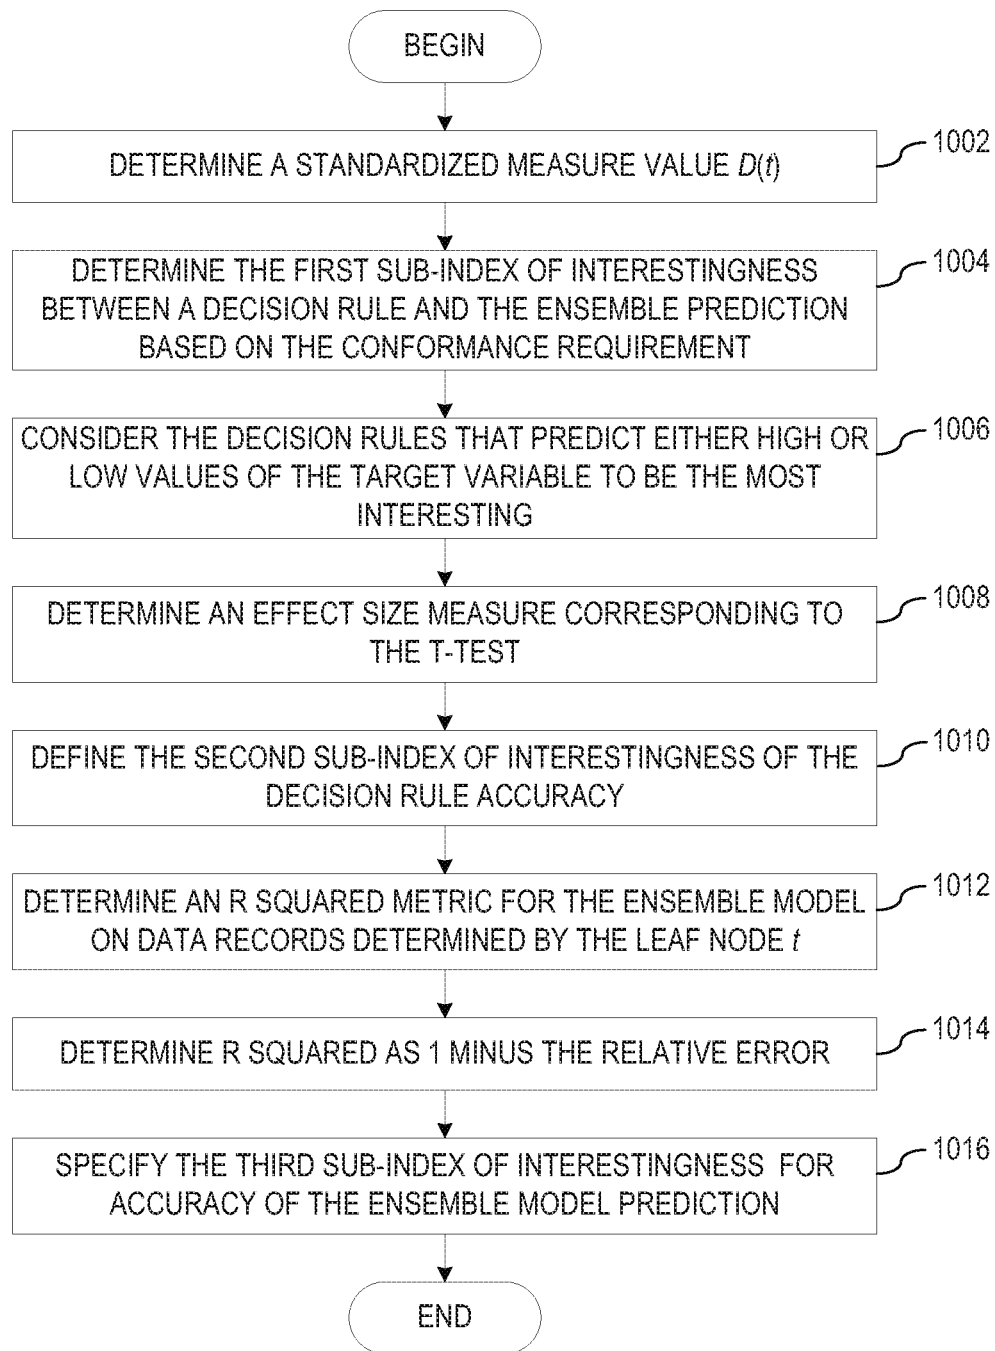 BEGIN
DETERMINE A STANDARDIZED MEASURE VALUE D(t)
1002
DETERMINE THE FIRST SUB-INDEX OF INTERESTINGNESS
BETWEEN A DECISION RULE AND THE ENSEMBLE PREDICTION
BASED ON THE CONFORMANCE REQUIREMENT
1004
CONSIDER THE DECISION RULES THAT PREDICT EITHER HIGH OR
LOW VALUES OF THE TARGET VARIABLE TO BE THE MOST
INTERESTING
1006
DETERMINE AN EFFECT SIZE MEASURE CORRESPONDING TO
THE T-TEST
1008
DEFINE THE SECOND SUB-INDEX OF INTERESTINGNESS OF THE
DECISION RULE ACCURACY
1010
DETERMINE AN R SQUARED METRIC FOR THE ENSEMBLE MODEL
ON DATA RECORDS DETERMINED BY THE LEAF NODE t
1012
DETERMINE R SQUARED AS 1 MINUS THE RELATIVE ERROR
1014
SPECIFY THE THIRD SUB-INDEX OF INTERESTINGNESS FOR
ACCURACY OF THE ENSEMBLE MODEL PREDICTION
1016
END